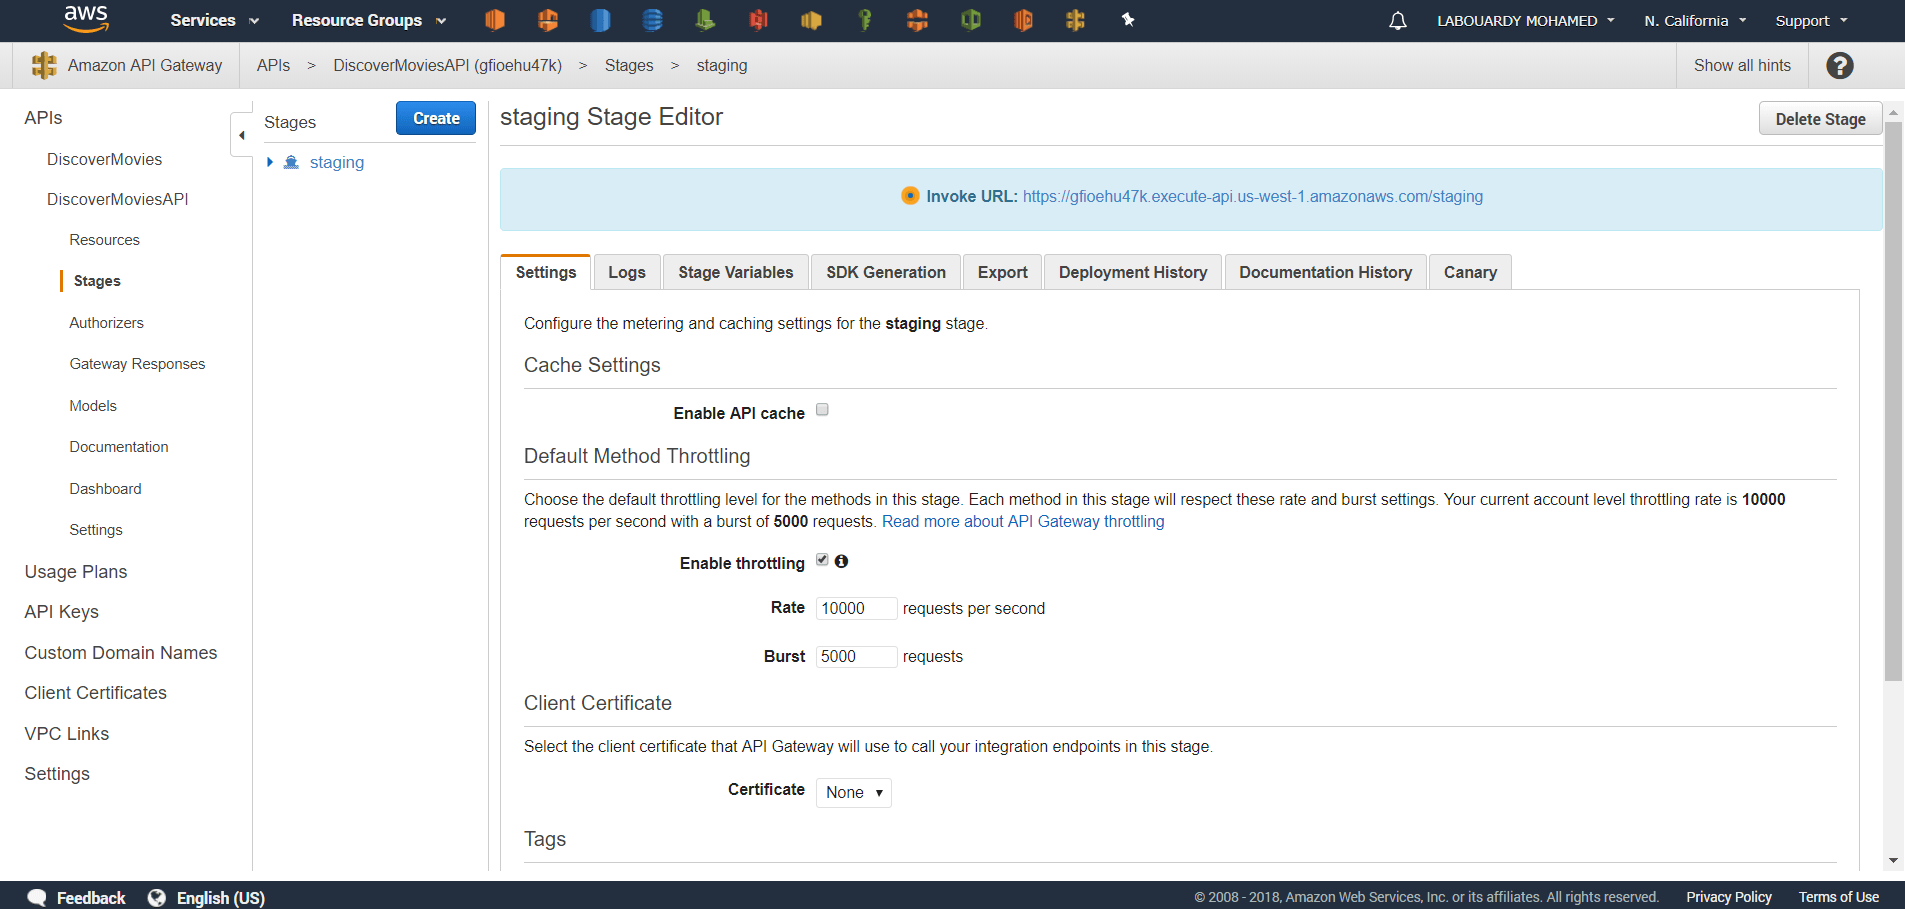 aws Services Resource Groups LABOUARDY MOHAMED N. California Support
Amazon API Gateway APIs > DiscoverMoviesAPI (gfioehu47k) > Stages > staging Show all hints ?
APIs
DiscoverMovies
DiscoverMoviesAPI
Resources
Stages
Authorizers
Gateway Responses
Models
Documentation
Dashboard
Settings
Usage Plans
API Keys
Custom Domain Names
Client Certificates
VPC Links
Settings
Stages Create
staging
staging Stage Editor Delete Stage
Invoke URL: https://gfioehu47k.execute-api.us-west-1.amazonaws.com/staging
Settings Logs Stage Variables SDK Generation Export Deployment History Documentation History Canary
Configure the metering and caching settings for the staging stage.
Cache Settings
Enable API cache
Default Method Throttling
Choose the default throttling level for the methods in this stage. Each method in this stage will respect these rate and burst settings. Your current account level throttling rate is 10000
requests per second with a burst of 5000 requests. Read more about API Gateway throttling
Enable throttling
Rate 10000 requests per second
Burst 5000 requests
Client Certificate
Select the client certificate that API Gateway will use to call your integration endpoints in this stage.
Certificate None
Tags
Feedback English (US) © 2008 - 2018, Amazon Web Services, Inc. or its affiliates. All rights reserved. Privacy Policy Terms of Use